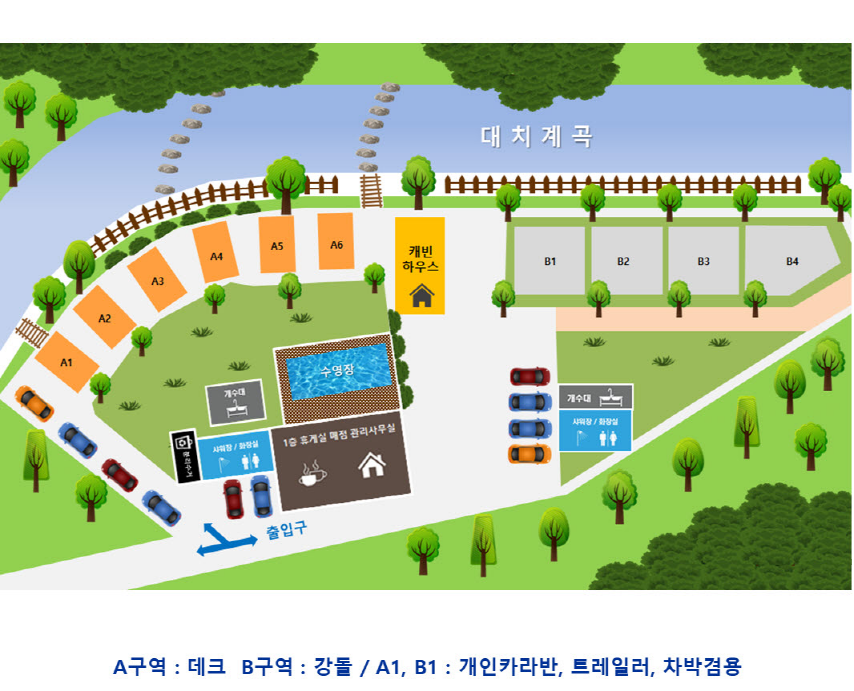 대치계곡
캐빈
하우스
A1
A2
A3
A4
A5
A6
B1
B2
B3
B4
수영장
개수대
샤워장 / 화장실
분리수거
1층 휴게실 매점 관리사무실
개수대
샤워장 / 화장실
출입구
A구역 : 데크 B구역 : 강돌 / A1, B1 : 개인카라반, 트레일러, 차박겸용